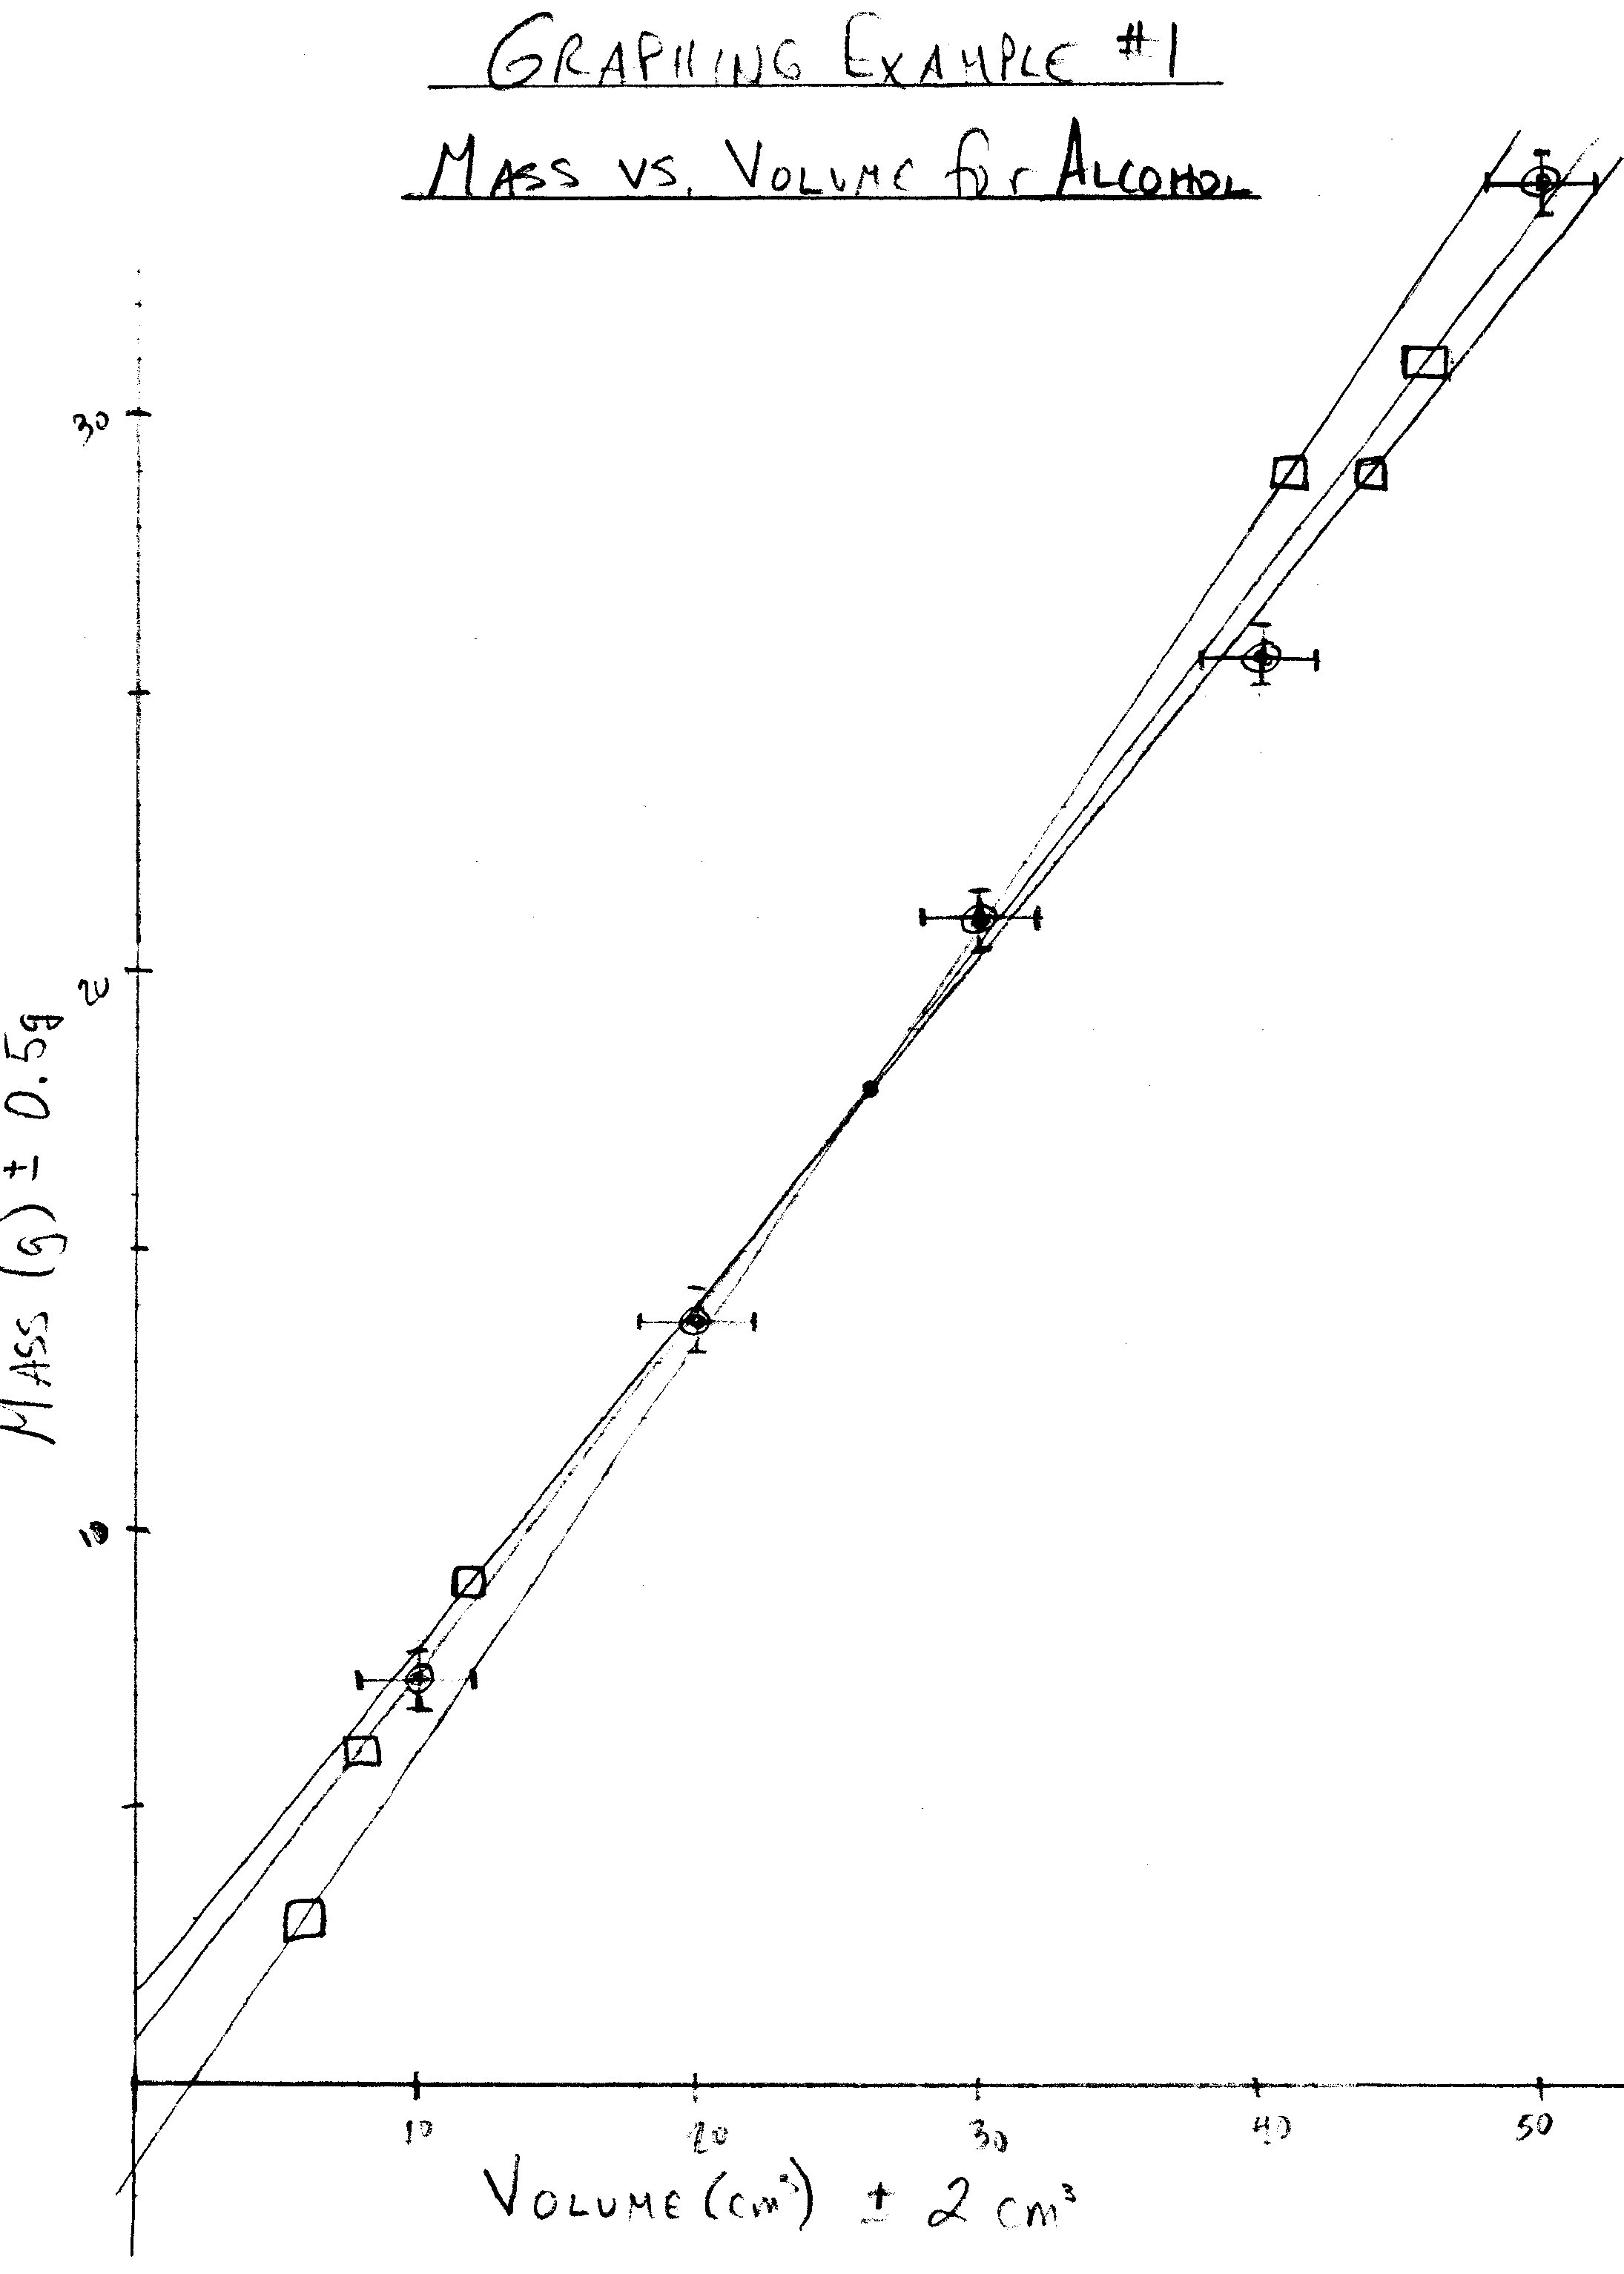 GRAPHING EXAMPLE #1
MASS VS. VOLUME for ALCOHOL
30
20
MASS (g) ± 0.5g
10
10 20 30 40 50
VOLUME (cm³) ± 2 cm³